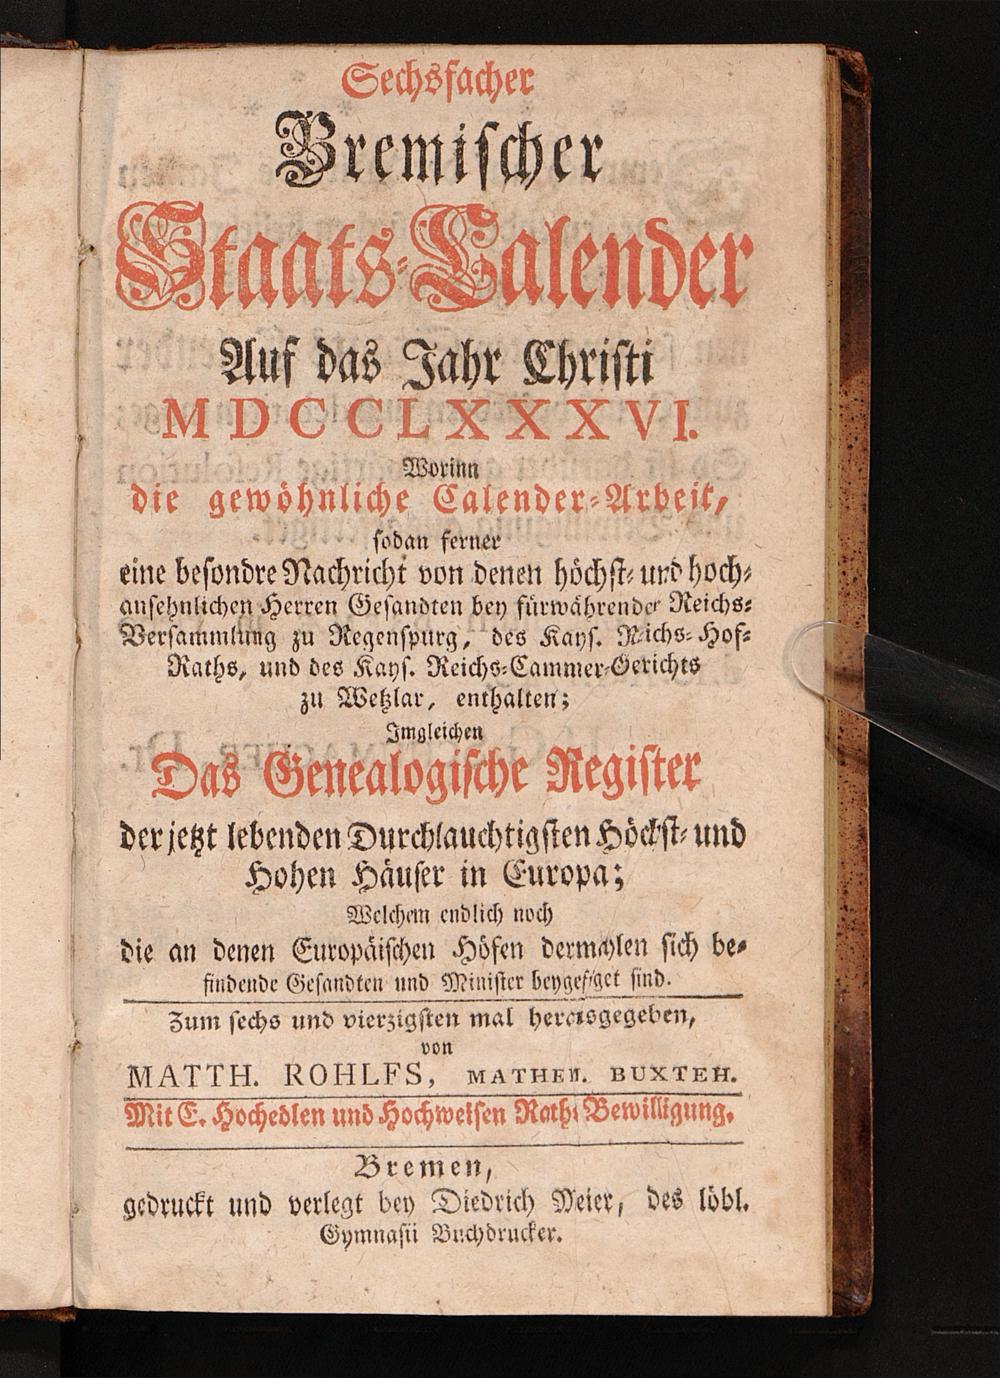 Sechsfacher
Bremischer
Staats-Calender
Auf das Jahr Christi
MDCCLXXXVI.
Worinn
die gewöhnliche Calender-Arbeit,
sodan ferner
eine besondre Nachricht von denen höchst- und hoch-
ansehnlichen Herren Gesandten bey fürwährender Reichs-
Versammlung zu Regenspurg, des Kays. Reichs-Hof-
Raths, und des Kays. Reichs-Cammer-Gerichts
zu Wetzlar, enthalten;
Imgleichen
Das Genealogische Register
der jetzt lebenden Durchlauchtigsten Höchst- und
Hohen Häuser in Europa;
Welchem endlich noch
die an denen Europäischen Höfen dermahlen sich be-
findende Gesandten und Minister beygefüget sind.
Zum sechs und vierzigsten mal herausgegeben,
von
MATTH. ROHLFS, MATHEM. BUXTEH.
Mit E. Hochedlen und Hochweisen Raths Bewilligung.
Bremen,
gedruckt und verlegt bey Diedrich Meier, des löbl.
Gymnasii Buchdrucker.